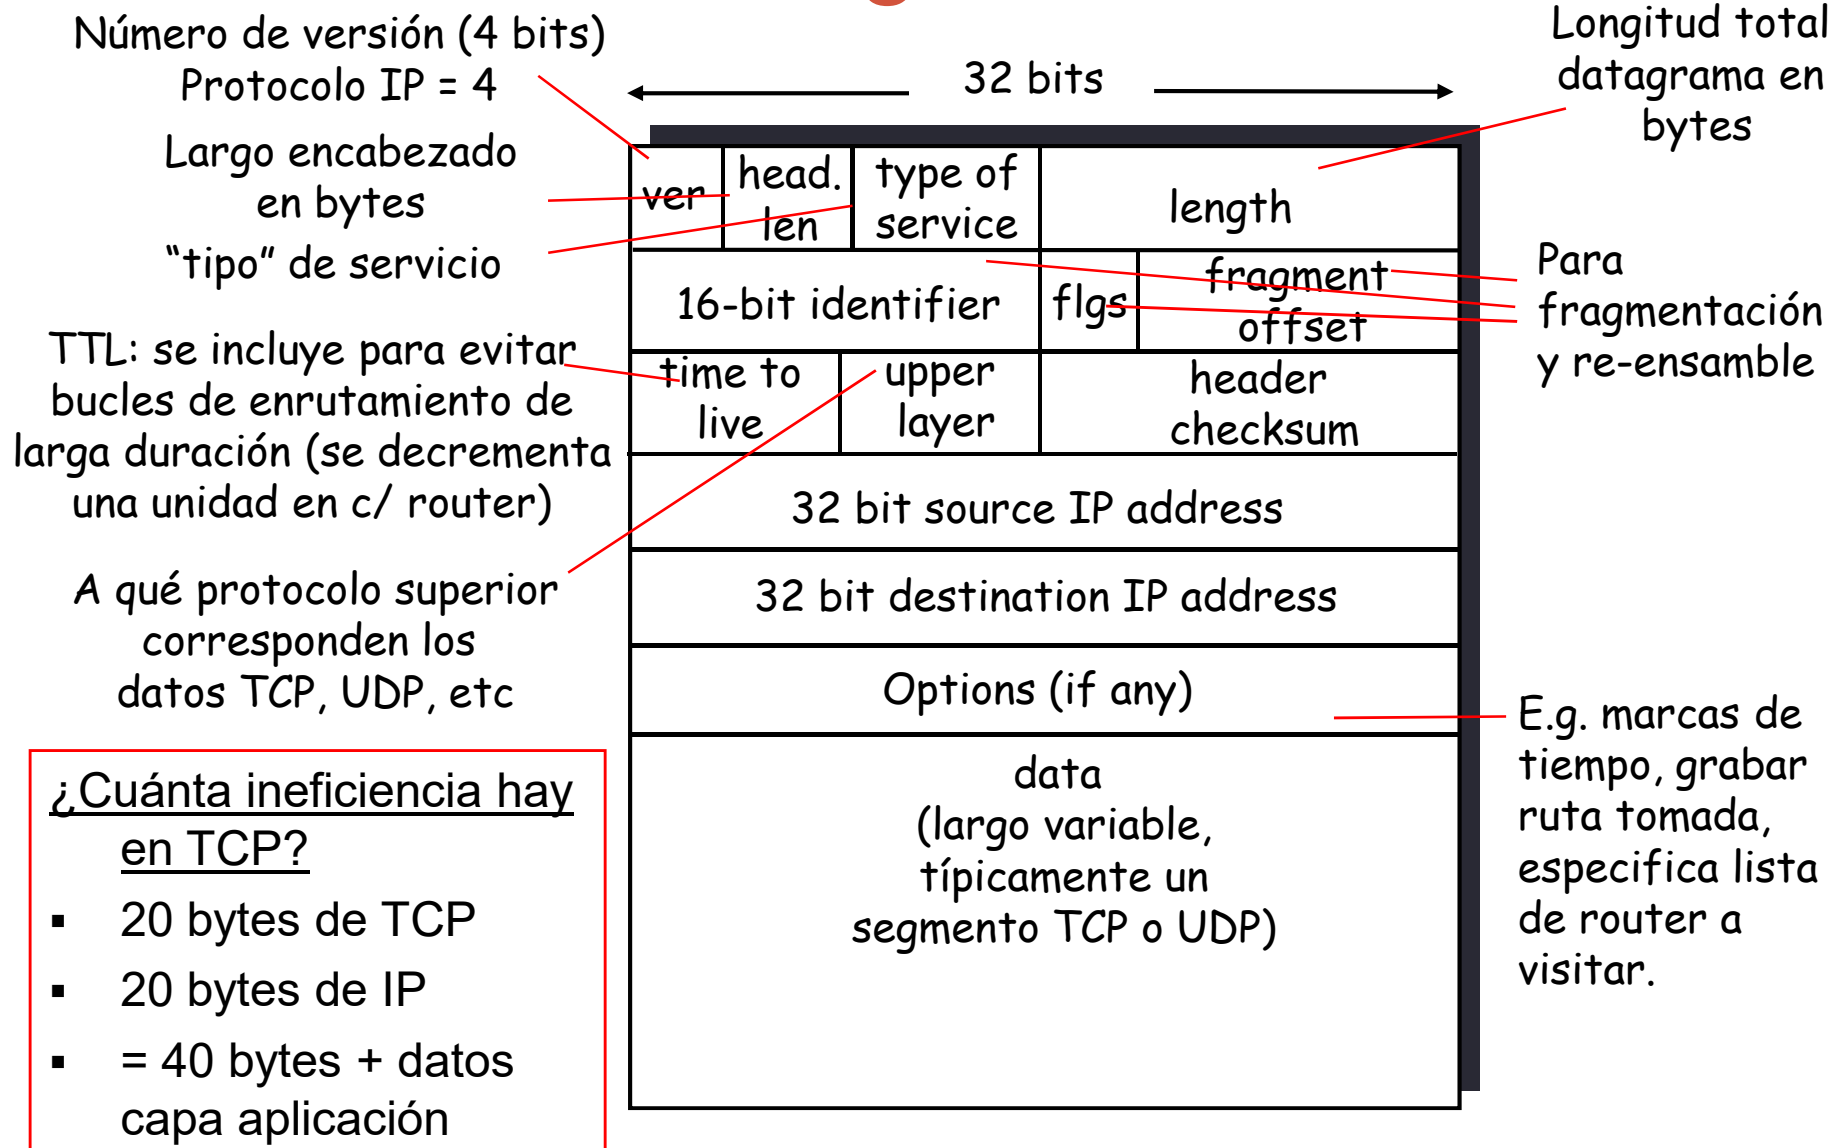 Número de versión (4 bits)
Protocolo IP = 4
Largo encabezado
en bytes
“tipo” de servicio
TTL: se incluye para evitar
bucles de enrutamiento de
larga duración (se decrementa
una unidad en c/ router)
A qué protocolo superior
corresponden los
datos TCP, UDP, etc
¿Cuánta ineficiencia hay
en TCP?
▪ 20 bytes de TCP
▪ 20 bytes de IP
▪ = 40 bytes + datos
capa aplicación
32 bits
ver
head.
len
type of
service
length
16-bit identifier
flgs
fragment
offset
time to
live
upper
layer
header
checksum
32 bit source IP address
32 bit destination IP address
Options (if any)
data
(largo variable,
típicamente un
segmento TCP o UDP)
Longitud total
datagrama en
bytes
Para
fragmentación
y re-ensamble
E.g. marcas de
tiempo, grabar
ruta tomada,
especifica lista
de router a
visitar.